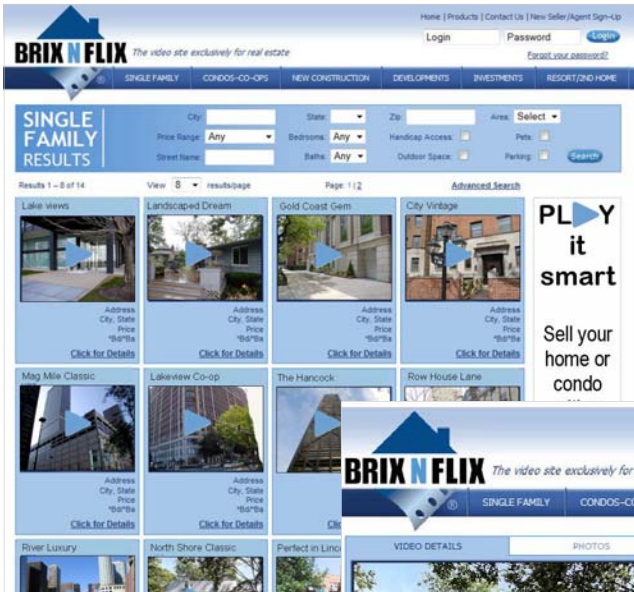 Home | Products | Contact Us | New Seller/Agent Sign-Up
Login Password Login
Forgot your password?
BRIX N FLIX The video site exclusively for real estate
®
SINGLE FAMILY CONDOS-CO-OPS NEW CONSTRUCTION DEVELOPMENTS INVESTMENTS RESORT/2ND HOME
SINGLE
FAMILY
RESULTS
City: State: Zip: Area: Select
Price Range: Any Bedrooms: Any Handicap Access: Pets:
Street Name: Baths: Any Outdoor Space: Parking: Search
Results 1 – 8 of 14 View 8 results/page Page: 1 | 2 Advanced Search
Lake views Landscaped Dream Gold Coast Gem City Vintage
Address Address Address Address
City, State City, State City, State City, State
Price Price Price Price
*Bd/*Ba *Bd/*Ba *Bd/*Ba *Bd/*Ba
Click for Details Click for Details Click for Details Click for Details
PL Y
it
smart
Sell your
home or
condo
Mag Mile Classic Lakeview Co-op The Hancock Row House Lane
Address Address
City, State City, State
Price Price
*Bd/*Ba *Bd/*Ba
Click for Details Click for Details Clic
River Luxury North Shore Classic Perfect in Linco
BRIX N FLIX The video site exclusively for
®
SINGLE FAMILY CONDOS-CO
VIDEO DETAILS PHOTOS